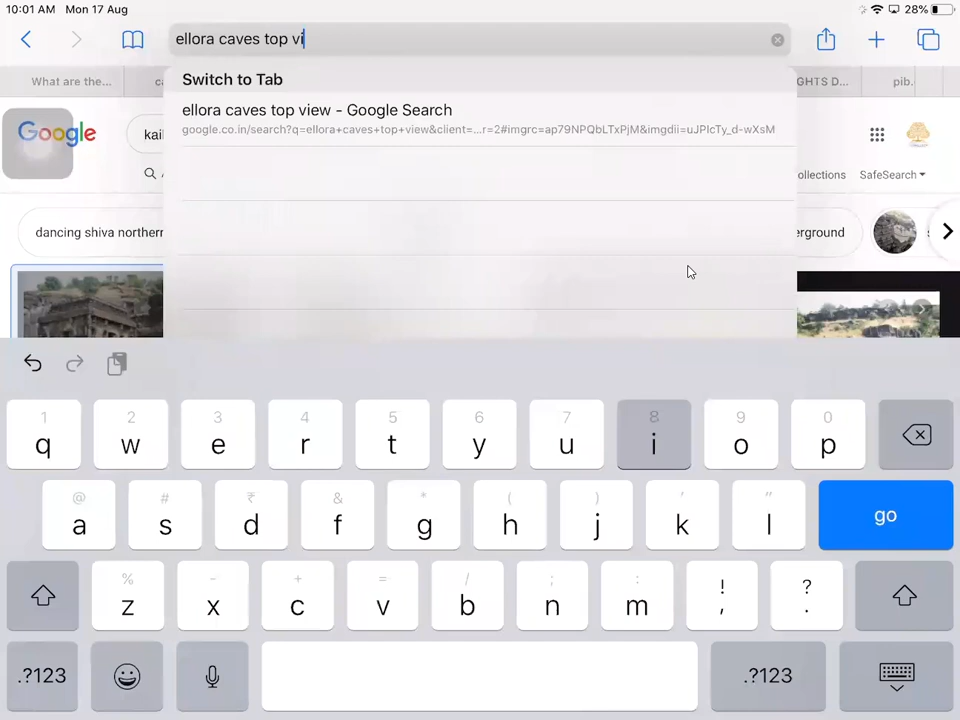 10:01 AM Mon 17 Aug
28%
ellora caves top vi
What are the...
ca
GHTS D...
pib.
Switch to Tab
ellora caves top view - Google Search
google.co.in/search?q=ellora+caves+top+view&client=...r=2#imgrc=ap79NPQbLTxPjM&imgdii=uJPIcTy_d-wXsM
Google
kail
ollections
SafeSearch
dancing shiva northern
erground
1 2 3 4 5 6 7 8 9 0
q w e r t y u i o p
@ # ₹ & * ( ) ' "
a s d f g h j k l
go
% - + = / ; : ! ?
z x c v b n m , .
.?123
.?123